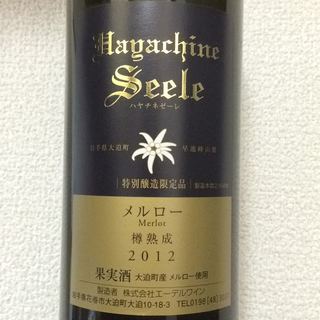 Hayachine
Seele
ハヤチネゼーレ
岩手県大迫町
早池峰山麓
特別醸造限定品
メルロー
Merlot
樽熟成
2012
果実酒 大迫町産 メルロー使用
製造者 株式会社エーデルワイン
岩手県花巻市大迫町大迫10-18-3 TEL0198